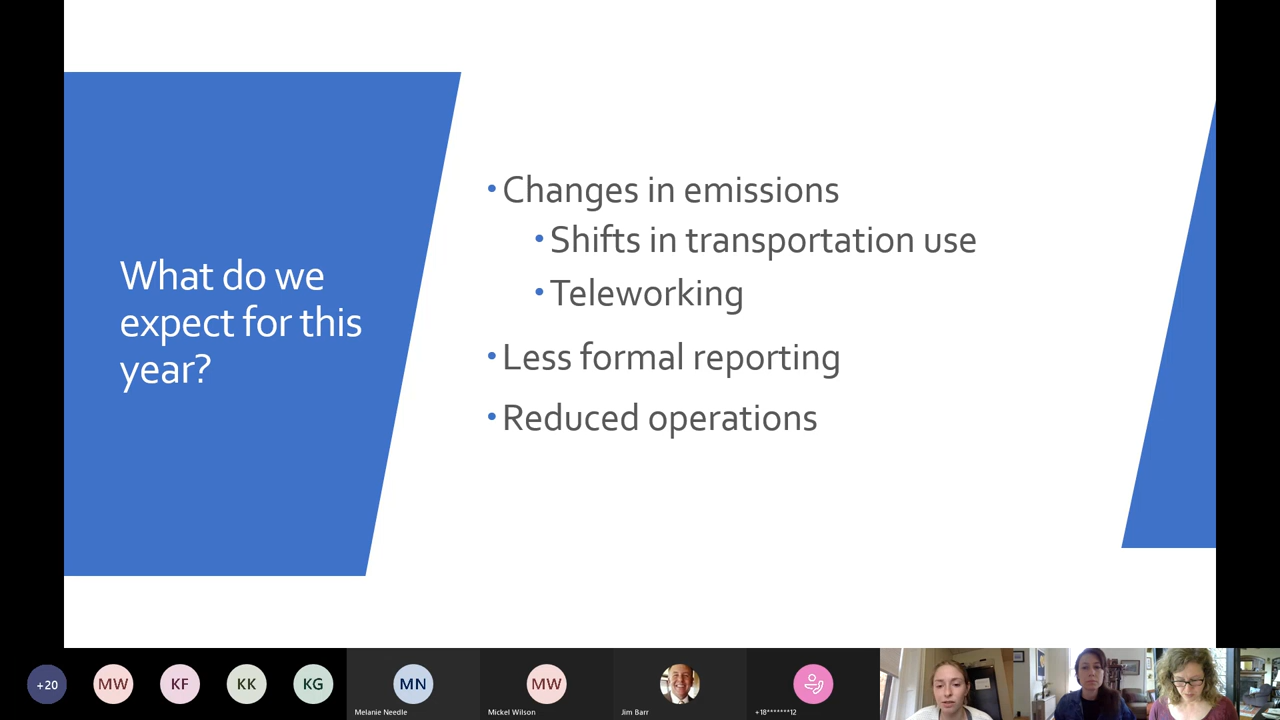 What do we
expect for this
year?
• Changes in emissions
• Shifts in transportation use
• Teleworking
• Less formal reporting
• Reduced operations
+20
MW
KF
KK
KG
MN
Melanie Needle
MW
Mickel Wilson
Jim Barr
+18*******12